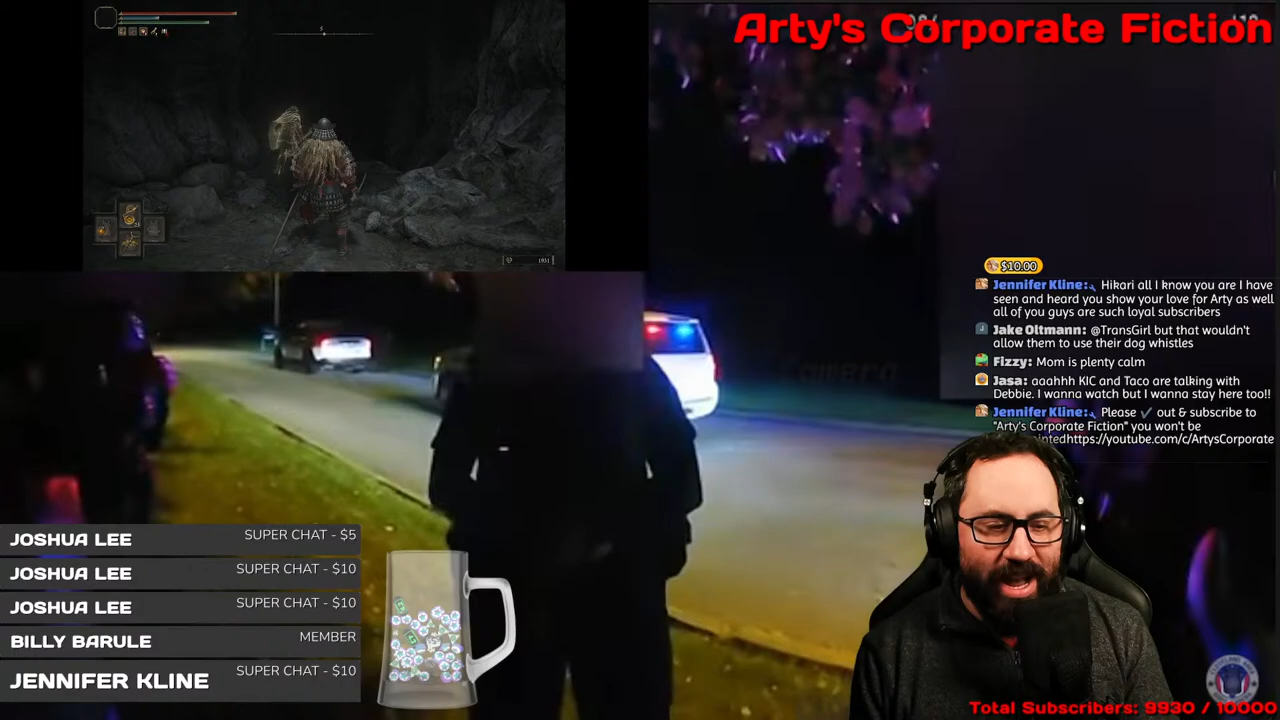 Arty's Corporate Fiction
S
$10.00
Jennifer Kline: Hikari all I know you are I have
seen and heard you show your love for Arty as well
all of you guys are such loyal subscribers
Jake Oltmann: @TransGirl but that wouldn't
allow them to use their dog whistles
Fizzy: Mom is plenty calm
Jasa: aaahhh KIC and Taco are talking with
Debbie. I wanna watch but I wanna stay here too!!
Jennifer Kline: Please ✓ out & subscribe to
"Arty's Corporate Fiction" you won't be
intedhttps://youtube.com/c/ArtysCorporate
JOSHUA LEE SUPER CHAT - $5
JOSHUA LEE SUPER CHAT - $10
JOSHUA LEE SUPER CHAT - $10
BILLY BARULE MEMBER
JENNIFER KLINE SUPER CHAT - $10
Total Subscribers: 9930 / 10000